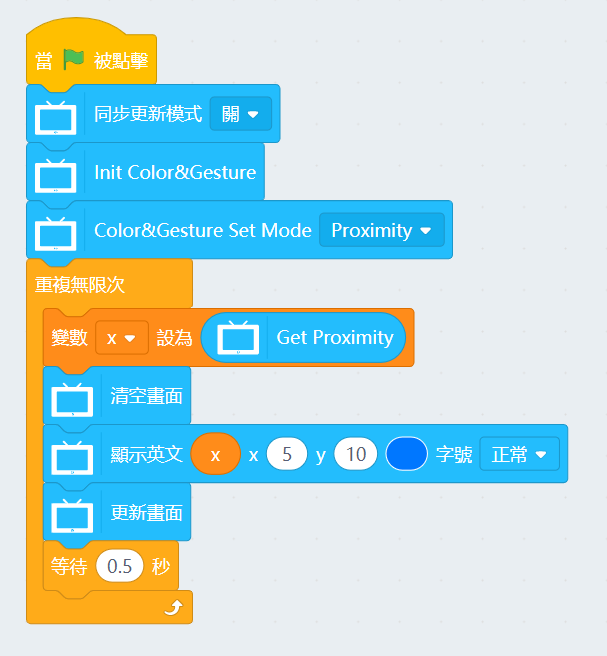 當 被點擊
同步更新模式 關
Init Color&Gesture
Color&Gesture Set Mode Proximity
重複無限次
變數 x 設為 Get Proximity
清空畫面
顯示英文 x x 5 y 10 字號 正常
更新畫面
等待 0.5 秒